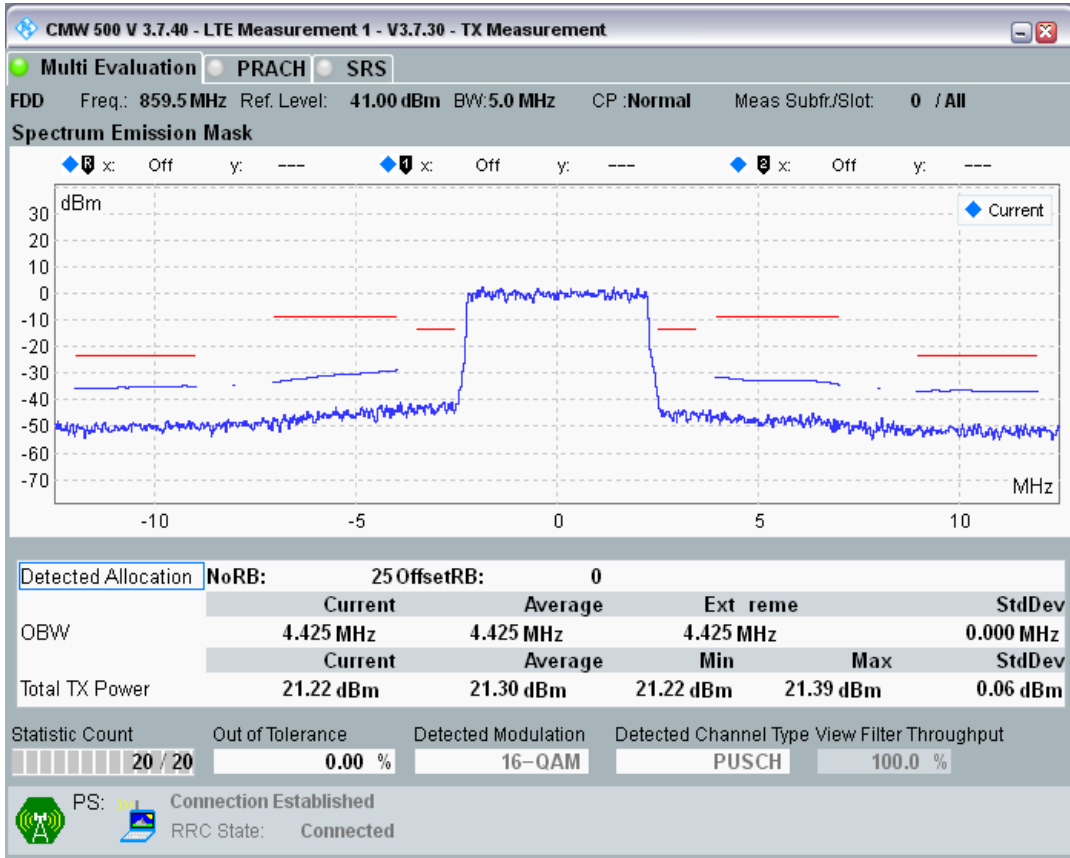 CMW 500 V 3.7.40 - LTE Measurement 1 - V3.7.30 - TX Measurement
Multi Evaluation PRACH SRS
FDD Freq.: 859.5 MHz Ref. Level: 41.00 dBm BW:5.0 MHz CP :Normal Meas Subfr./Slot: 0 / All
Spectrum Emission Mask
R x: Off y: --- 1 x: Off y: --- 2 x: Off y: ---
dBm
Current
30
20
10
0
-10
-20
-30
-40
-50
-60
-70
MHz
-10 -5 0 5 10
Detected Allocation NoRB: 25 OffsetRB: 0
Current Average Ext reme StdDev
OBW 4.425 MHz 4.425 MHz 4.425 MHz 0.000 MHz
Current Average Min Max StdDev
Total TX Power 21.22 dBm 21.30 dBm 21.22 dBm 21.39 dBm 0.06 dBm
Statistic Count Out of Tolerance Detected Modulation Detected Channel Type View Filter Throughput
20 / 20 0.00 % 16-QAM PUSCH 100.0 %
PS: Connection Established
RRC State: Connected